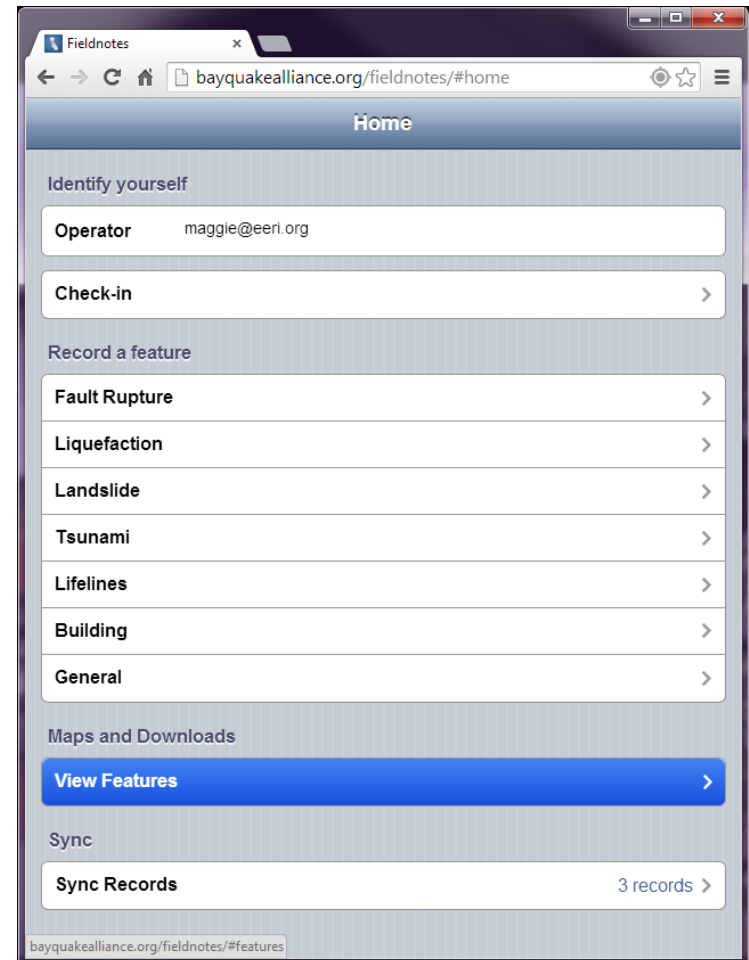 Fieldnotes
bayquakealliance.org/fieldnotes/#home
Home
Identify yourself
Operator maggie@eeri.org
Check-in
Record a feature
Fault Rupture
Liquefaction
Landslide
Tsunami
Lifelines
Building
General
Maps and Downloads
View Features
Sync
Sync Records 3 records
bayquakealliance.org/fieldnotes/#features